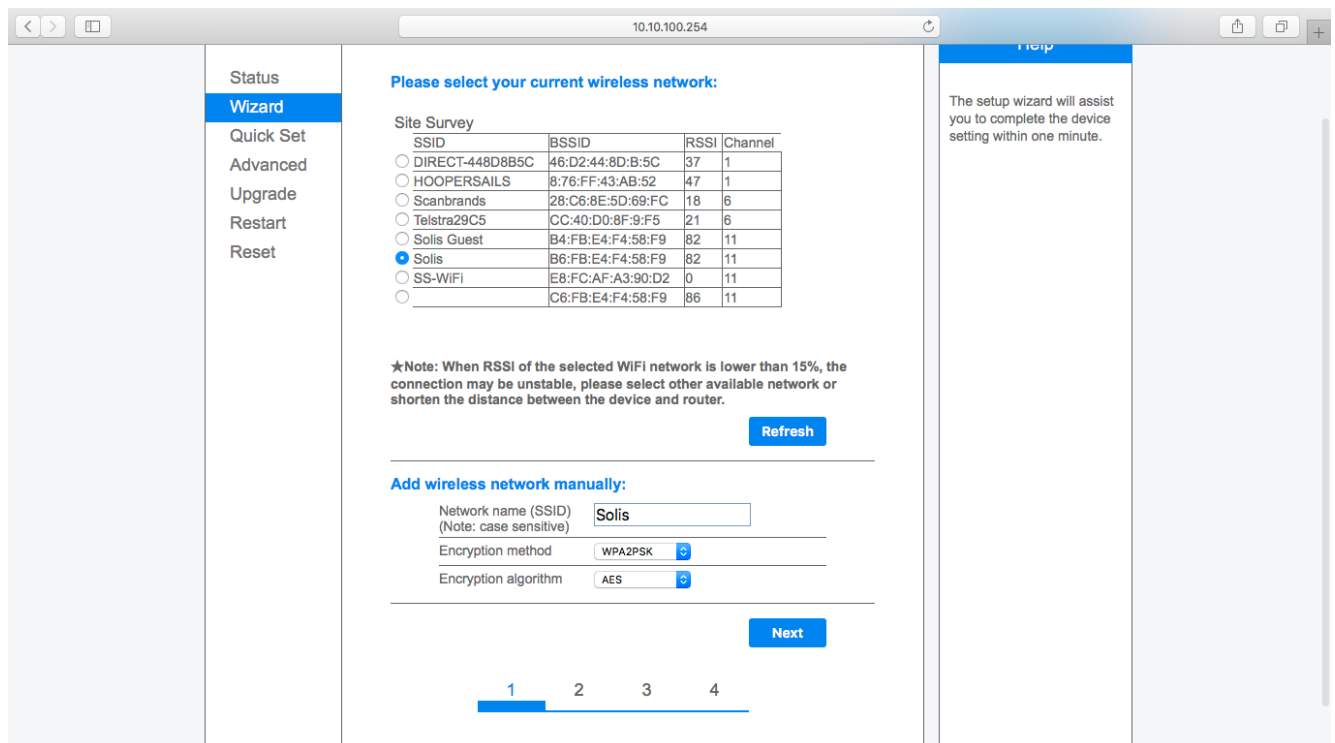 10.10.100.254
Help
Status
Wizard
Quick Set
Advanced
Upgrade
Restart
Reset
Please select your current wireless network:
Site Survey
SSID BSSID RSSI Channel
DIRECT-448D8B5C 46:D2:44:8D:B:5C 37 1
HOOPERSAILS 8:76:FF:43:AB:52 47 1
Scanbrands 28:C6:8E:5D:69:FC 18 6
Telstra29C5 CC:40:D0:8F:9:F5 21 6
Solis Guest B4:FB:E4:F4:58:F9 82 11
Solis B6:FB:E4:F4:58:F9 82 11
SS-WiFi E8:FC:AF:A3:90:D2 0 11
C6:FB:E4:F4:58:F9 86 11
★Note: When RSSI of the selected WiFi network is lower than 15%, the
connection may be unstable, please select other available network or
shorten the distance between the device and router.
Refresh
Add wireless network manually:
Network name (SSID)
(Note: case sensitive)
Solis
Encryption method WPA2PSK
Encryption algorithm AES
Next
1 2 3 4
The setup wizard will assist
you to complete the device
setting within one minute.